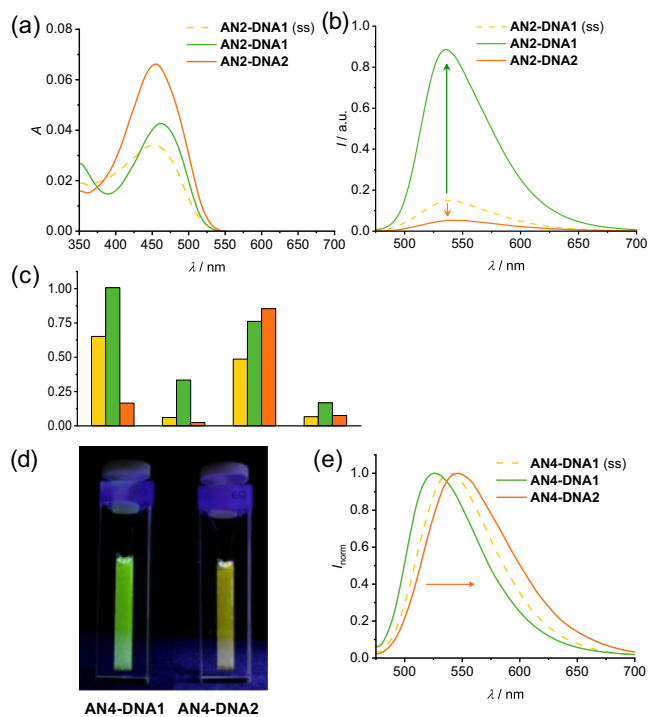 (a)
AN2-DNA1 (ss)
AN2-DNA1
AN2-DNA2
A
0.08
0.06
0.04
0.02
0.00
350 400 450 500 550 600 650 700
λ / nm
(b)
AN2-DNA1 (ss)
AN2-DNA1
AN2-DNA2
I / a.u.
1.0
0.8
0.6
0.4
0.2
0.0
500 550 600 650 700
λ / nm
(c)
1.00
0.75
0.50
0.25
0.00
(d)
AN4-DNA1 AN4-DNA2
(e)
AN4-DNA1 (ss)
AN4-DNA1
AN4-DNA2
Inorm
1.0
0.8
0.6
0.4
0.2
0.0
500 550 600 650 700
λ / nm